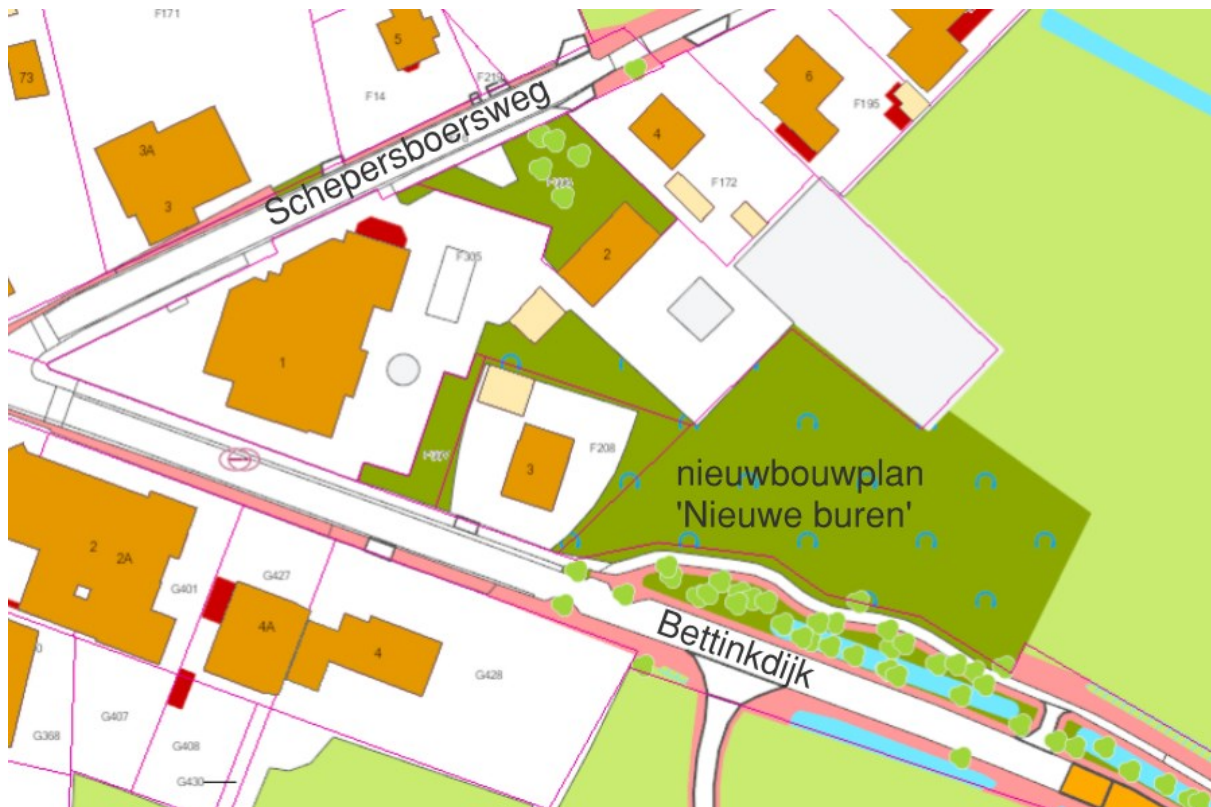 F171
5
73
F14
F219
6
F195
4
3A
3
Schepersboersweg
F172
2
F305
1
3
F208
nieuwbouwplan
'Nieuwe buren'
2
2A
G401
G427
4A
4
G428
Bettinkdijk
G407
G368
G408
G430